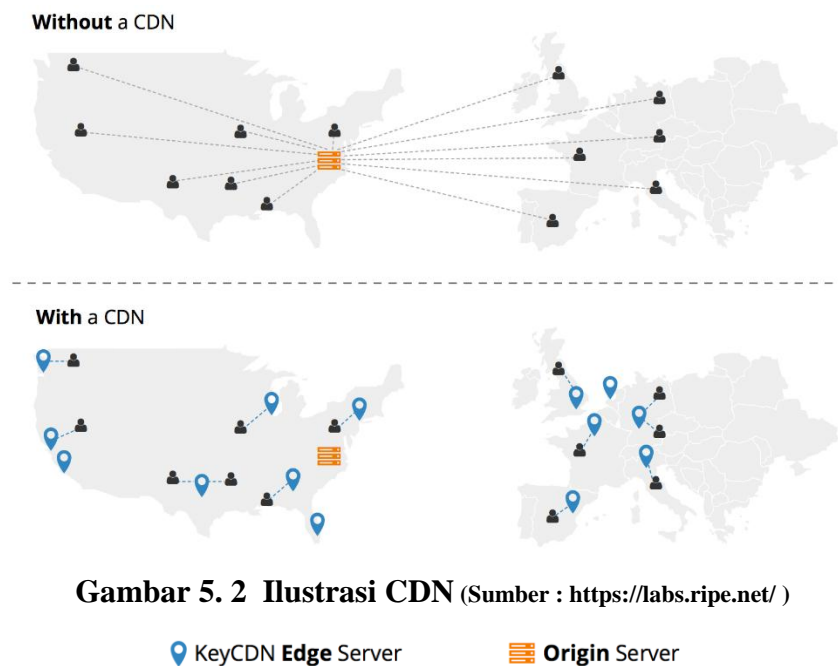 Without a CDN
With a CDN
Gambar 5. 2 Ilustrasi CDN (Sumber : https://labs.ripe.net/ )
KeyCDN Edge Server
Origin Server